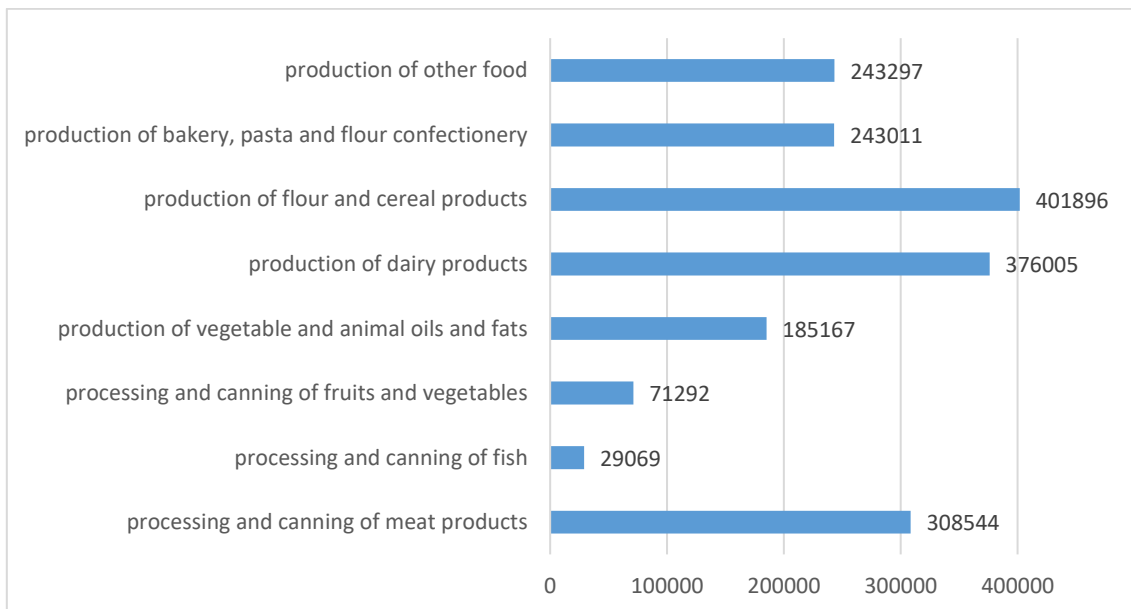 production of other food 243297
production of bakery, pasta and flour confectionery 243011
production of flour and cereal products 401896
production of dairy products 376005
production of vegetable and animal oils and fats 185167
processing and canning of fruits and vegetables 71292
processing and canning of fish 29069
processing and canning of meat products 308544
0 100000 200000 300000 400000